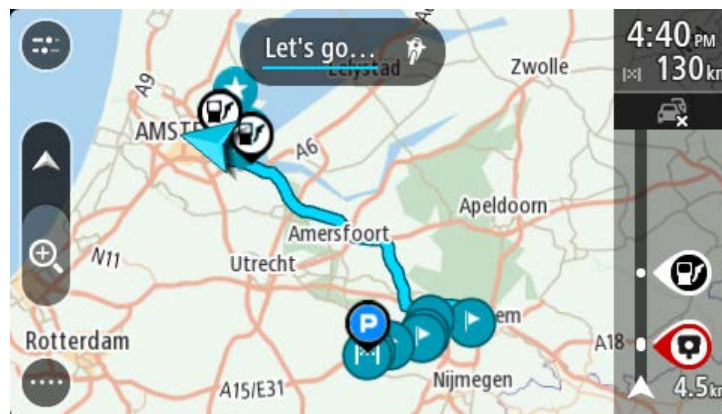 Let's go...
4:40 PM
130 km
Lelystad
Zwolle
A9
AMST
A6
Apeldoorn
Amersfoort
N11
Utrecht
em
Rotterdam
P
A18
Nijmegen
A15/E31
4.5 km